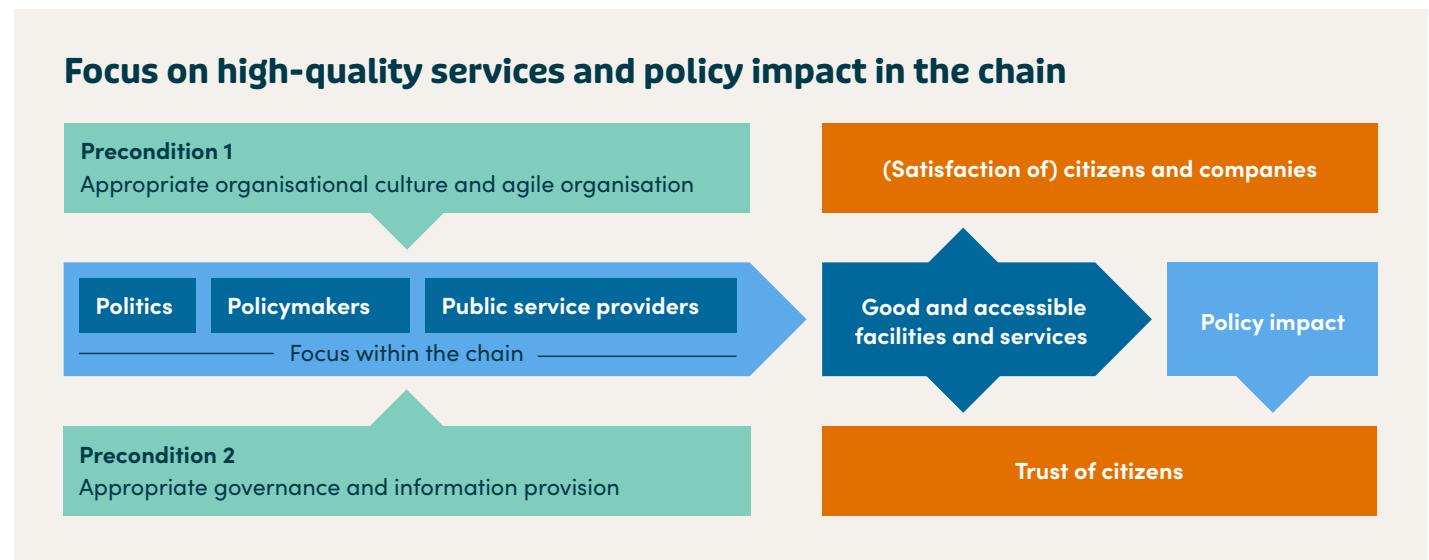 Focus on high-quality services and policy impact in the chain
Precondition 1
Appropriate organisational culture and agile organisation
(Satisfaction of) citizens and companies
Politics
Policymakers
Public service providers
Focus within the chain
Good and accessible
facilities and services
Policy impact
Precondition 2
Appropriate governance and information provision
Trust of citizens